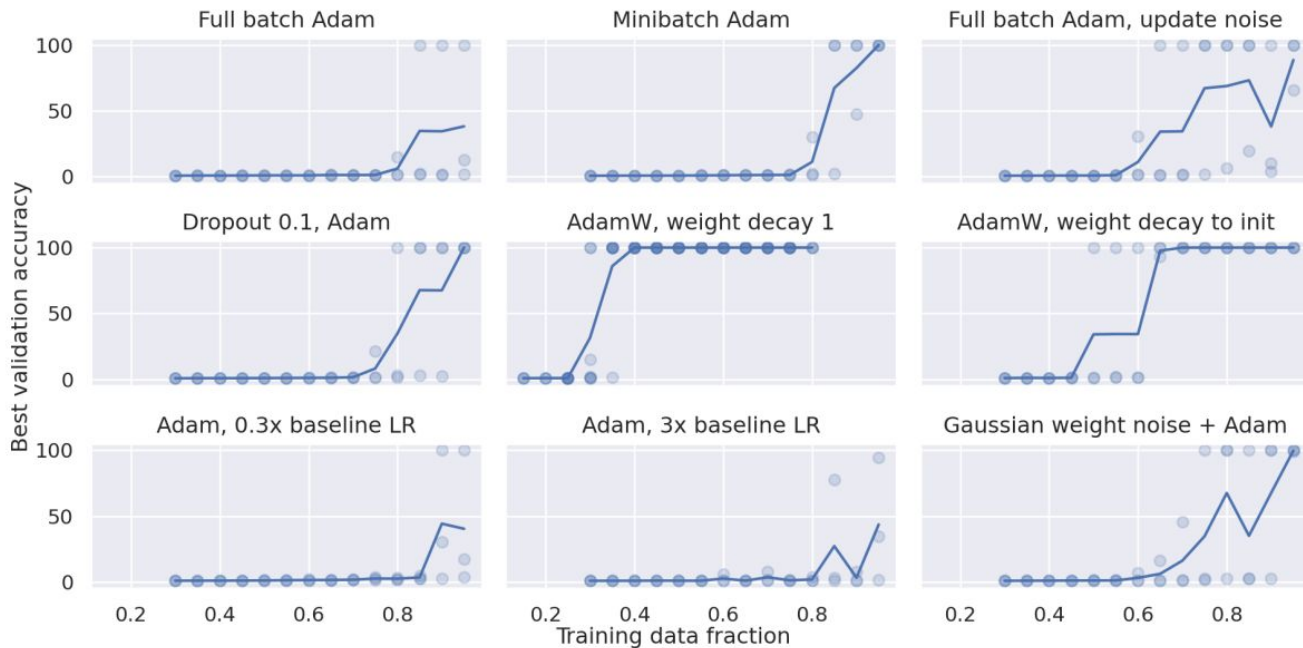 Full batch Adam
Minibatch Adam
Full batch Adam, update noise
100
50
0
Dropout 0.1, Adam
AdamW, weight decay 1
AdamW, weight decay to init
100
50
0
Best validation accuracy
Adam, 0.3x baseline LR
Adam, 3x baseline LR
Gaussian weight noise + Adam
100
50
0
0.2 0.4 0.6 0.8
0.2 0.4 0.6 0.8
0.2 0.4 0.6 0.8
Training data fraction